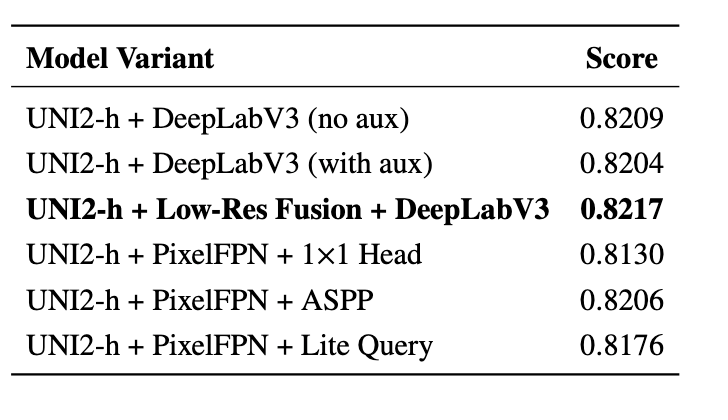 Model Variant Score
UNI2-h + DeepLabV3 (no aux) 0.8209
UNI2-h + DeepLabV3 (with aux) 0.8204
UNI2-h + Low-Res Fusion + DeepLabV3 0.8217
UNI2-h + PixelFPN + 1×1 Head 0.8130
UNI2-h + PixelFPN + ASPP 0.8206
UNI2-h + PixelFPN + Lite Query 0.8176